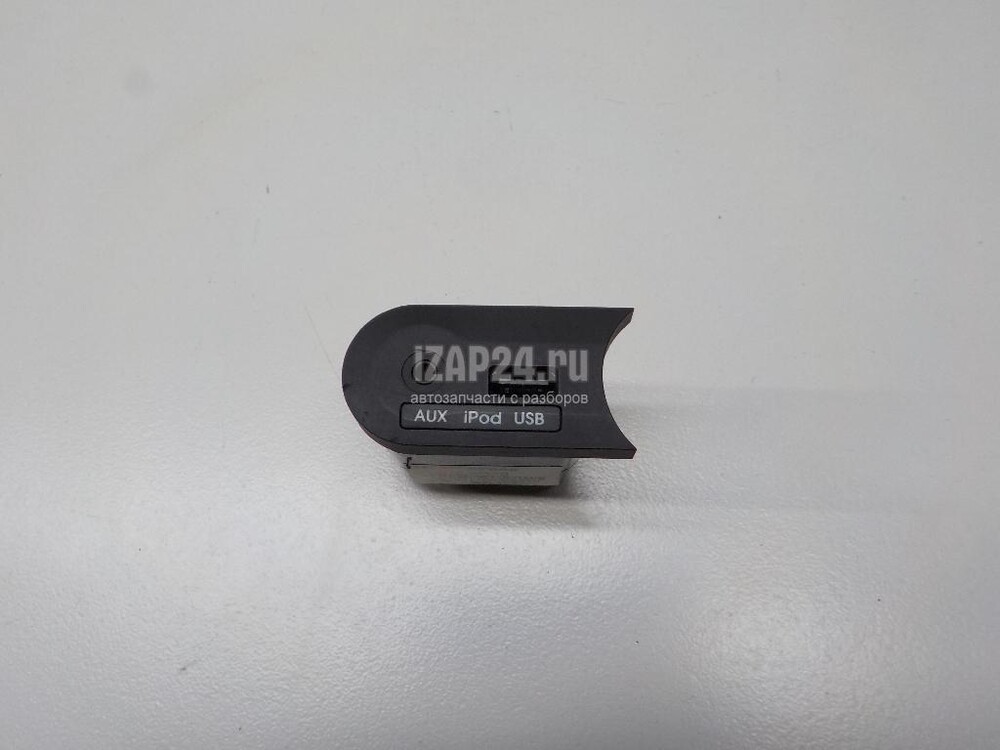 iZAP24.ru
автозапчасти с разборов
AUX iPod USB